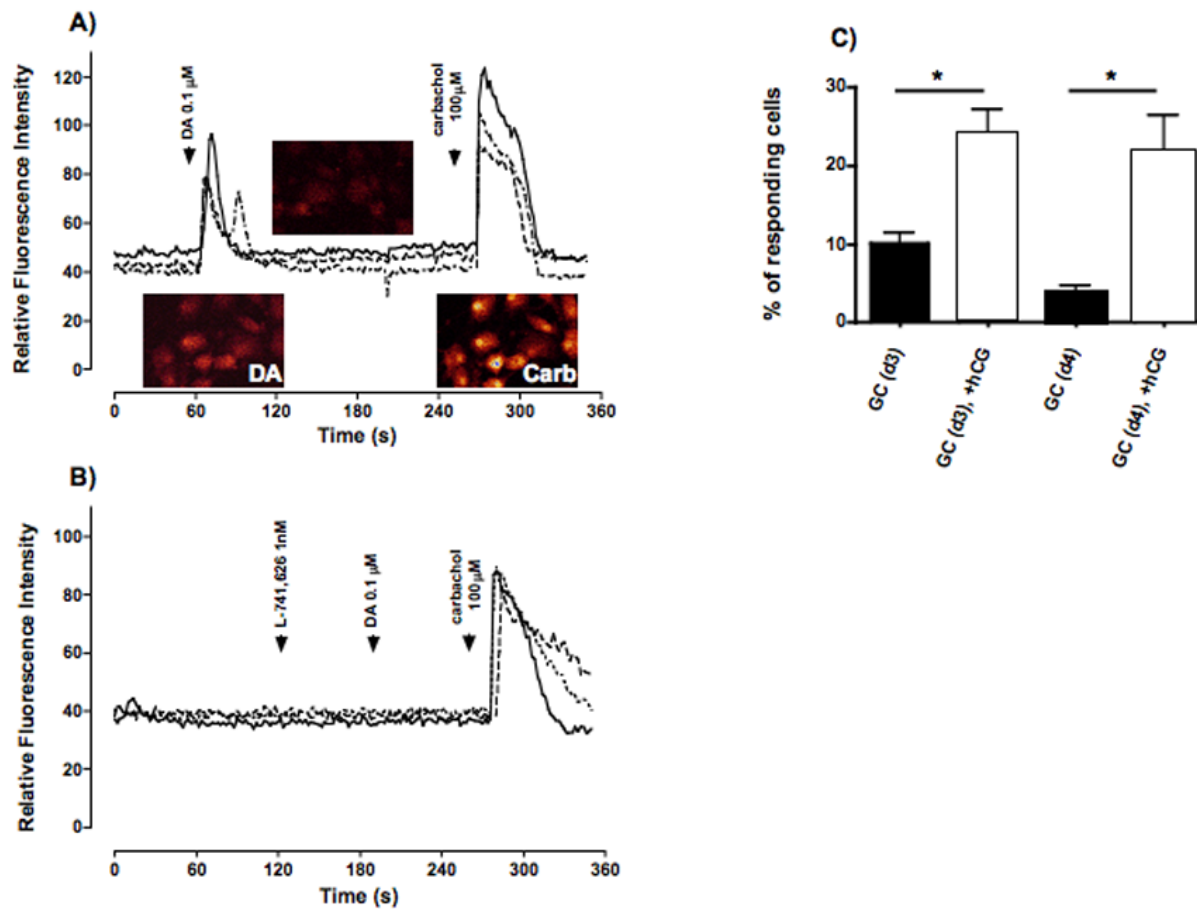 A)
Relative Fluorescence Intensity
120
100
80
60
40
20
0
DA 0.1 µM
carbachol
100µM
DA
Carb
0 60 120 180 240 300 360
Time (s)
B)
Relative Fluorescence Intensity
100
80
60
40
20
0
L-741,626 1nM
DA 0.1 µM
carbachol
100µM
0 60 120 180 240 300 360
Time (s)
C)
% of responding cells
30
20
10
0
*
*
GC (d3)
GC (d3), +hCG
GC (d4)
GC (d4), +hCG